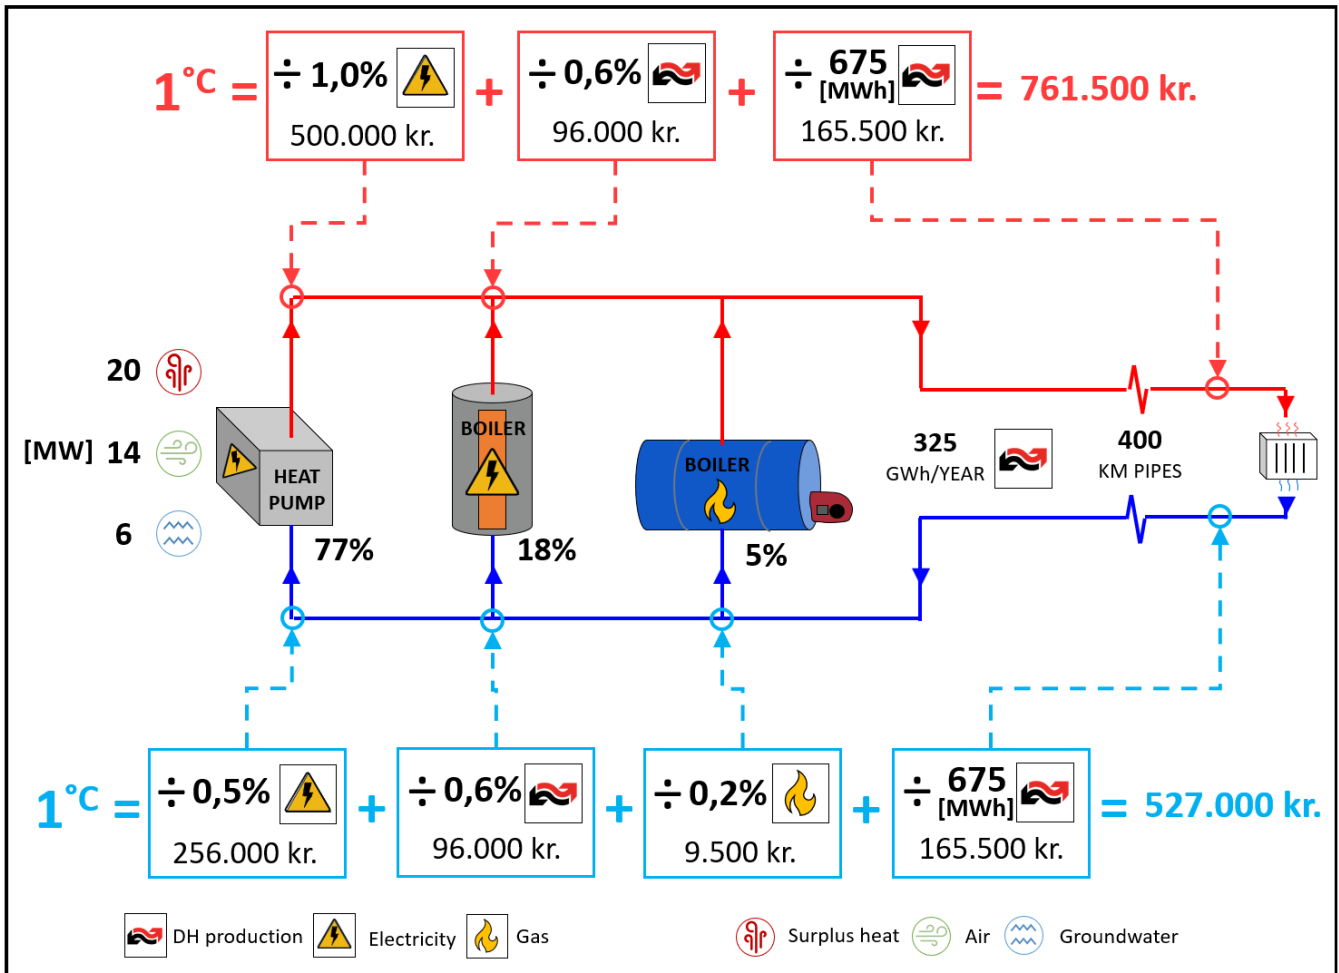 1°C = ÷ 1,0% + ÷ 0,6% + ÷ 675 [MWh] = 761.500 kr.
500.000 kr.
96.000 kr.
165.500 kr.
20
[MW] 14
6
HEAT
PUMP
77%
BOILER
18%
BOILER
5%
325
GWh/YEAR
400
KM PIPES
1°C = ÷ 0,5% + ÷ 0,6% + ÷ 0,2% + ÷ 675 [MWh] = 527.000 kr.
256.000 kr.
96.000 kr.
9.500 kr.
165.500 kr.
DH production
Electricity
Gas
Surplus heat
Air
Groundwater